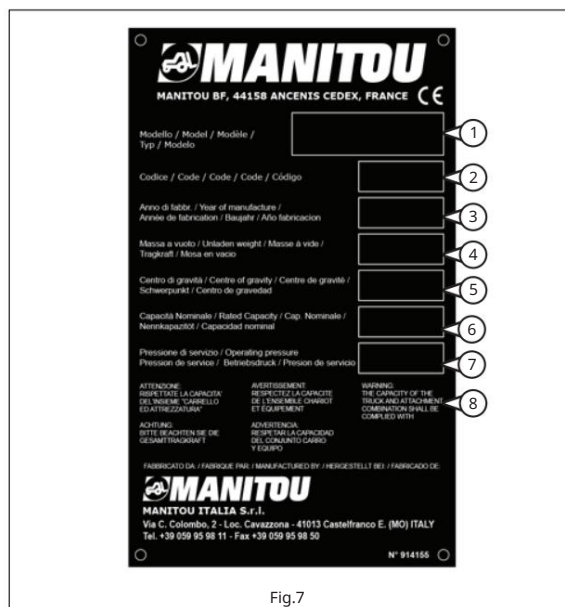 MANITOU
MANITOU BF, 44158 ANCENIS CEDEX, FRANCE CE
Modello / Model / Modèle /
Typ / Modelo
1
Codice / Code / Code / Code / Código
2
Anno di fabbr. / Year of manufacture /
Année de fabrication / Baujahr / Año fabricacion
3
Massa a vuoto / Unladen weight / Masse à vide /
Tragkraft / Mosa en vacio
4
Centro di gravità / Centre of gravity / Centre de gravité /
Schwerpunkt / Centro de gravedad
5
Capacità Nominale / Rated Capacity / Cap. Nominale /
Nennkapazität / Capacidad nominal
6
Pressione di servizio / Operating pressure
Pression de service / Betriebsdruck / Presion de servicio
7
ATTENZIONE:
RISPETTATE LA CAPACITA'
DEL'INSIEME "CARRELLO
ED ATTREZZATURA"
AVERTISSEMENT:
RESPECTEZ LA CAPACITE
DE L'ENSEMBLE CHARIOT
ET ÉQUIPEMENT
WARNING:
THE CAPACITY OF THE
TRUCK AND ATTACHMENT
COMBINATION SHALL BE
COMPLIED WITH
8
ACHTUNG:
BITTE BEACHTEN SIE DIE
GESAMTTRAGKRAFT
ADVERTENCIA:
RESPETAR LA CAPACIDAD
DEL CONJUNTO CARRO
Y EQUIPO
FABBRICATO DA: / FABRIQUE PAR: / MANUFACTURED BY: / HERGESTELLT BEI: / FABRICADO DE:
MANITOU
MANITOU ITALIA S.r.l.
Via C. Colombo, 2 - Loc. Cavazzona - 41013 Castelfranco E. (MO) ITALY
Tel. +39 059 95 98 11 - Fax +39 059 95 98 50
N° 914155
Fig.7